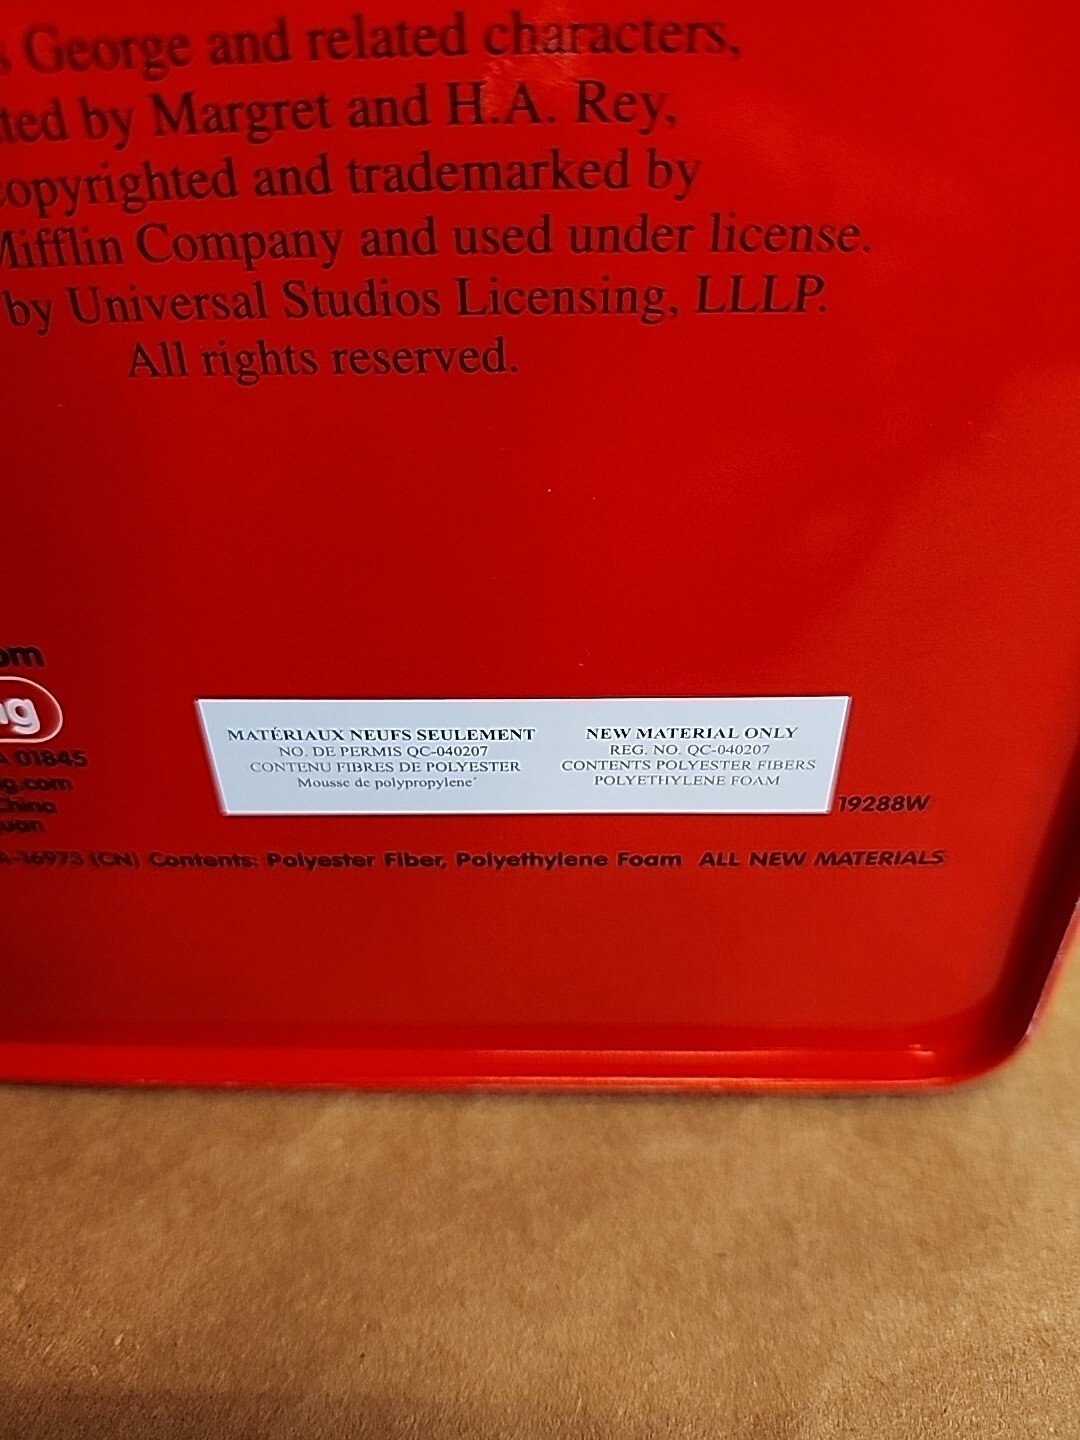 George and related characters,
by Margret and H.A. Rey,
copyrighted and trademarked by
Mifflin Company and used under license.
by Universal Studios Licensing, LLLP.
All rights reserved.
MATÉRIAUX NEUFS SEULEMENT
NO. DE PERMIS QC-040207
CONTENU FIBRES DE POLYESTER
Mousse de polypropylene´
NEW MATERIAL ONLY
REG. NO. QC-040207
CONTENTS POLYESTER FIBERS
POLYETHYLENE FOAM
01845
g.com
China
19288W
A-16973 (CN) Contents: Polyester Fiber, Polyethylene Foam ALL NEW MATERIALS